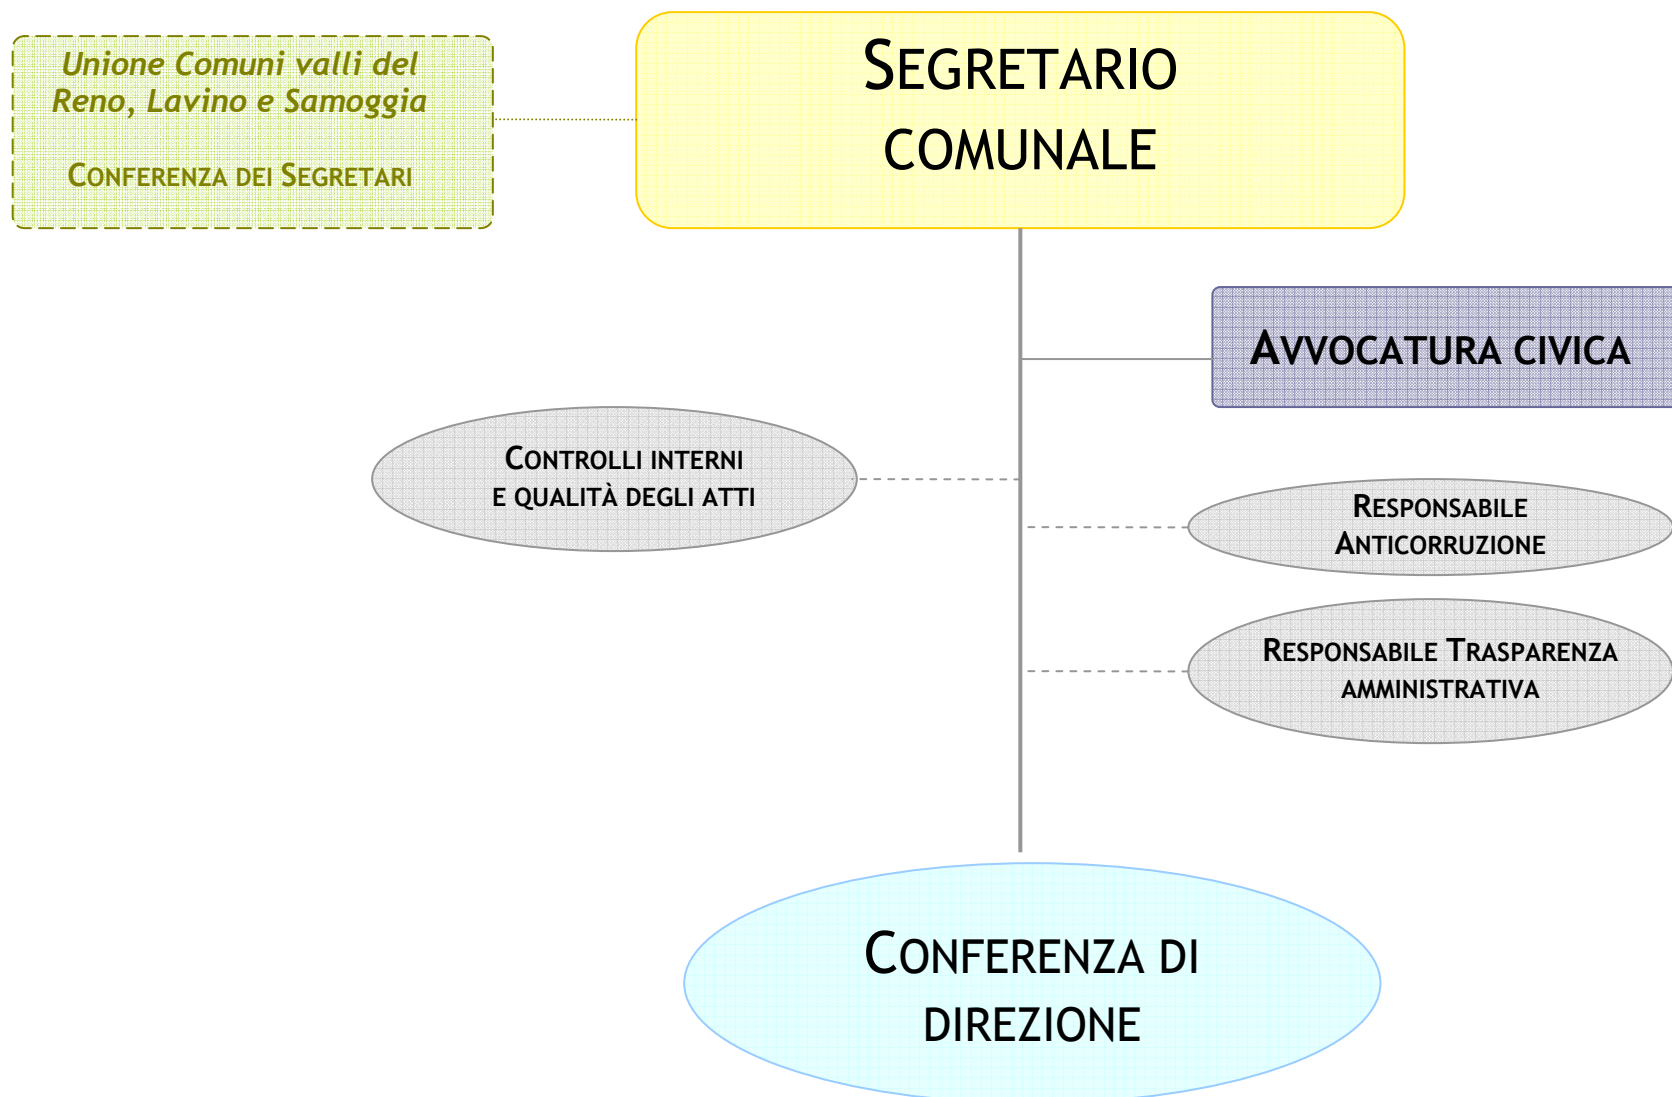 Unione Comuni valli del
Reno, Lavino e Samoggia
CONFERENZA DEI SEGRETARI
SEGRETARIO
COMUNALE
AVVOCATURA CIVICA
CONTROLLI INTERNI
E QUALITÀ DEGLI ATTI
RESPONSABILE
ANTICORRUZIONE
RESPONSABILE TRASPARENZA
AMMINISTRATIVA
CONFERENZA DI
DIREZIONE